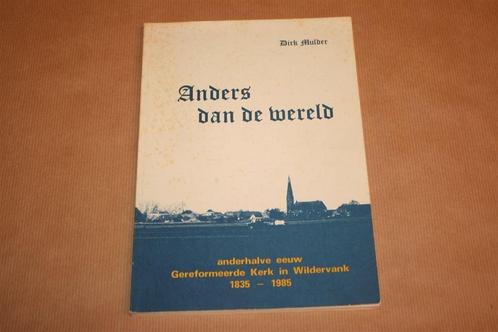 Dirk Mulder
Anders
dan de wereld
anderhalve eeuw
Gereformeerde Kerk in Wildervank
1835 – 1985